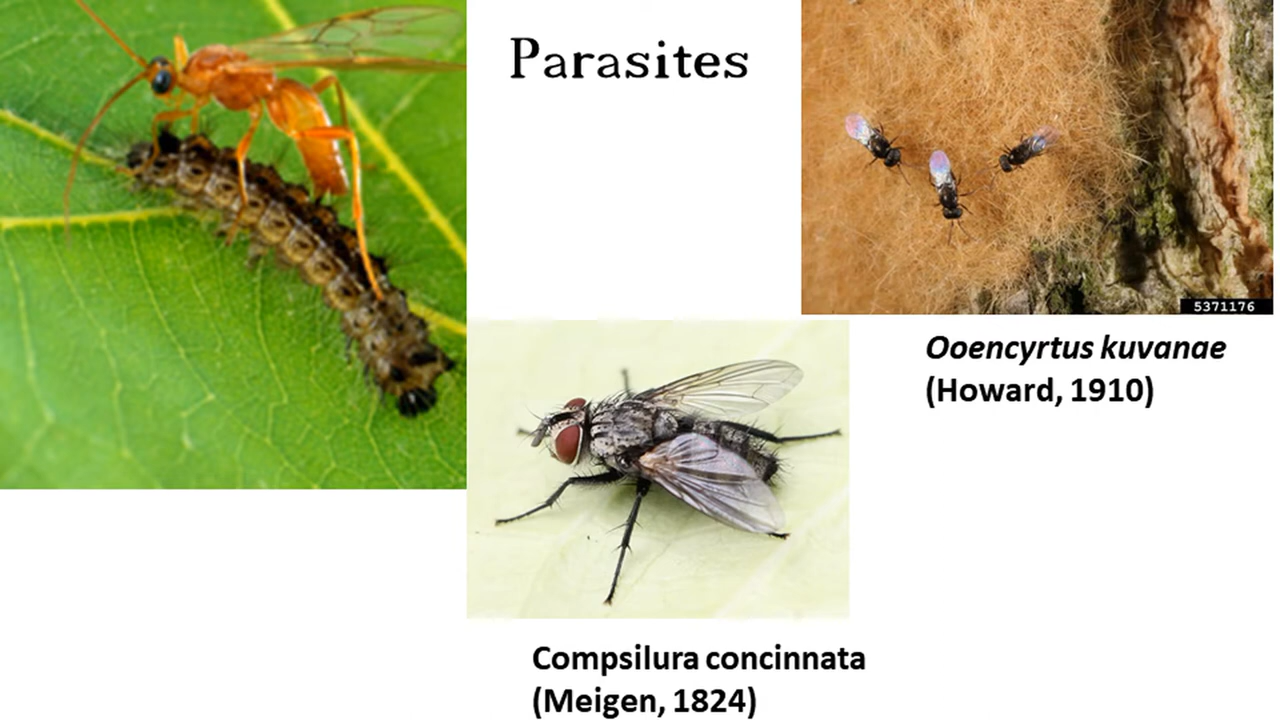 Parasites
5371176
Ooencyrtus kuvanae
(Howard, 1910)
Compsilura concinnata
(Meigen, 1824)